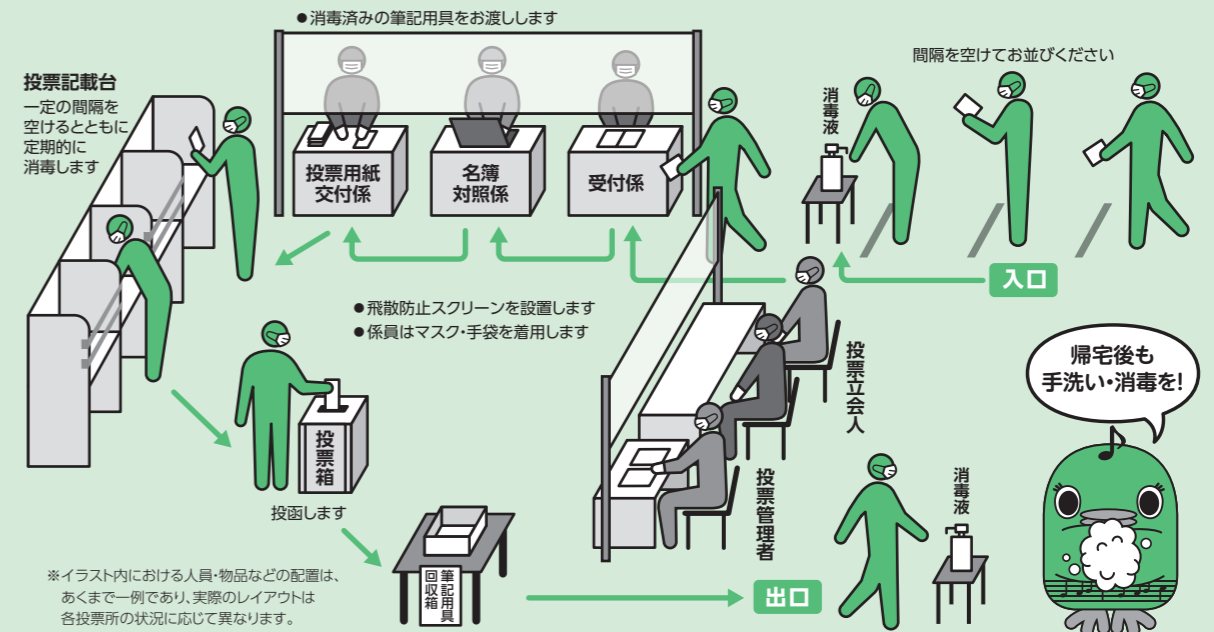 ●消毒済みの筆記用具をお渡しします
間隔を空けてお並びください
投票記載台
一定の間隔を
空けるとともに
定期的に
消毒します
投票用紙
交付係
名簿
対照係
受付係
消毒液
入口
●飛散防止スクリーンを設置します
●係員はマスク・手袋を着用します
投票立会人
投票管理者
帰宅後も
手洗い・消毒を!
投票箱
投函します
筆記用具
回収箱
出口
消毒液
※イラスト内における人員・物品などの配置は、
あくまで一例であり、実際のレイアウトは
各投票所の状況に応じて異なります。